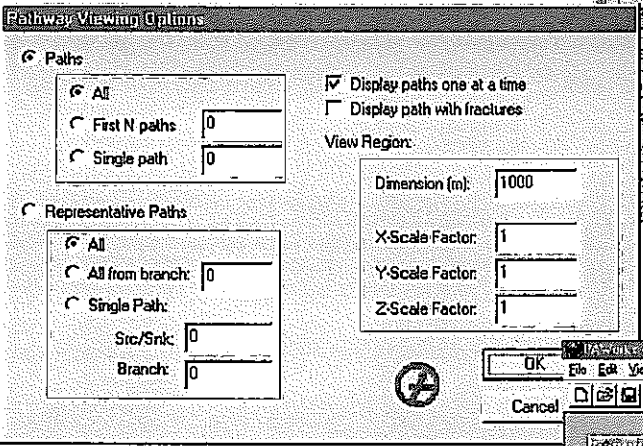 Pathway Viewing Options
Paths
All
First N paths 0
Single path 0
Display paths one at a time
Display path with fractures
View Region:
Dimension (m): 1000
X-Scale Factor: 1
Y-Scale Factor: 1
Z-Scale Factor: 1
Representative Paths
All
All from branch: 0
Single Path:
Src/Snk: 0
Branch: 0
OK
Cancel
File Edit